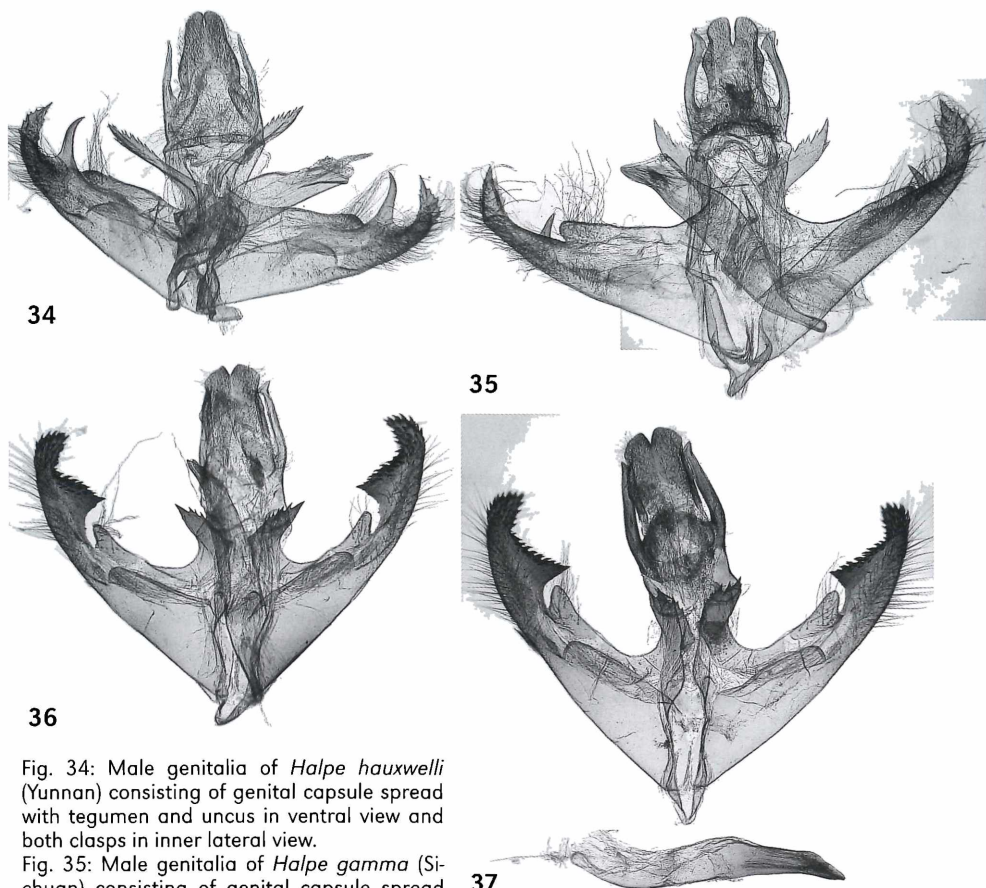 34
35
36
37
Fig. 34: Male genitalia of Halpe hauxwelli
(Yunnan) consisting of genital capsule spread
with tegumen and uncus in ventral view and
both clasps in inner lateral view.
Fig. 35: Male genitalia of Halpe gamma (Si-
chuan) consisting of genital capsule spread